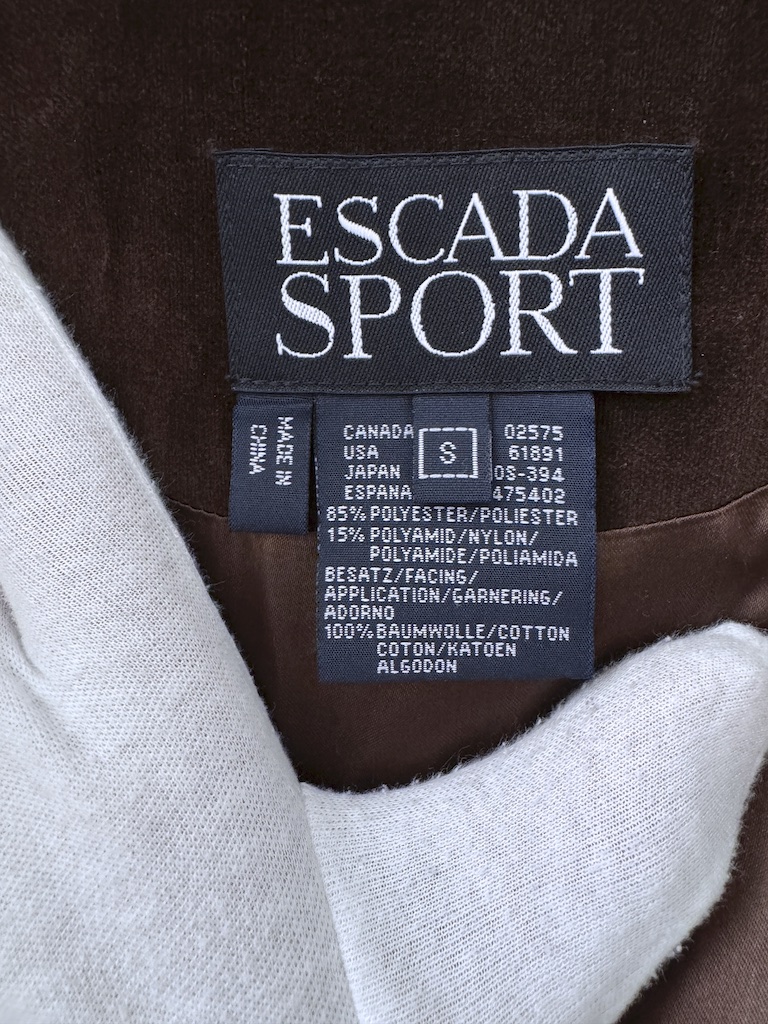 ESCADA
SPORT
MADE IN
CHINA
S
CANADA 02575
USA 61891
JAPAN OS-394
ESPANA 475402
85% POLYESTER/POLIESTER
15% POLYAMID/NYLON/
POLYAMIDE/POLIAMIDA
BESATZ/FACING/
APPLICATION/GARNERING/
ADORNO
100% BAUMWOLLE/COTTON
COTON/KATOEN
ALGODON